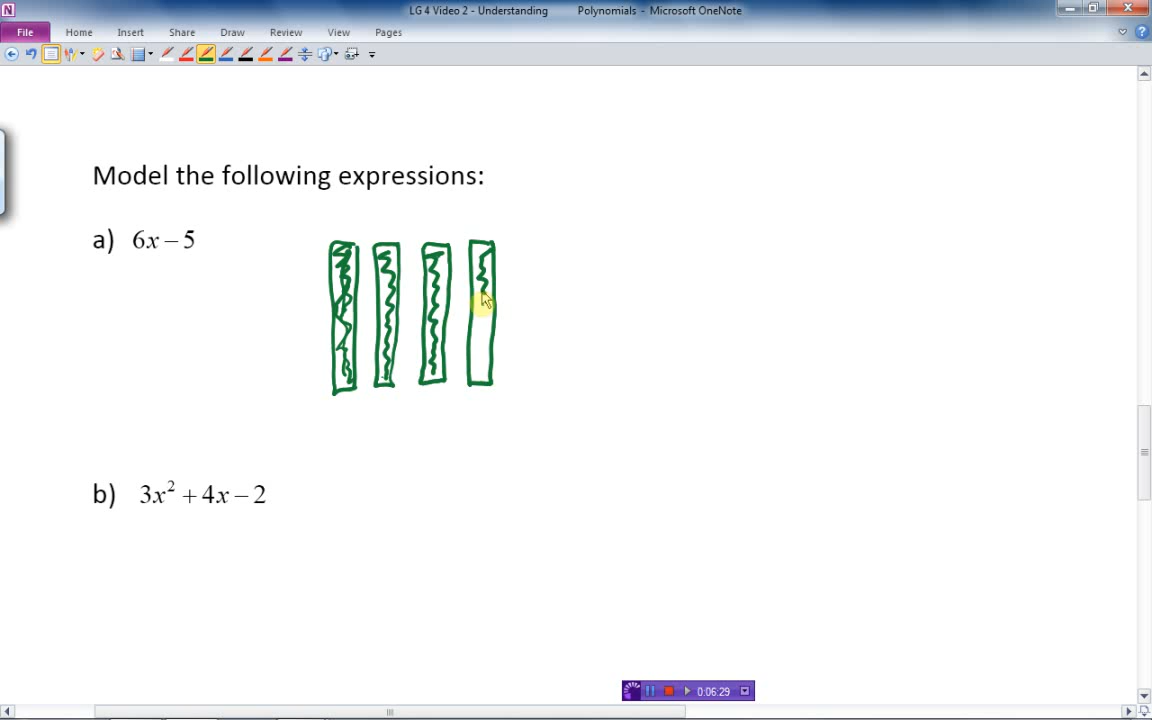 LG 4 Video 2 - Understanding Polynomials - Microsoft OneNote
File Home Insert Share Draw Review View Pages
Model the following expressions:
a) 6x − 5
b) 3x² + 4x − 2
0:06:29